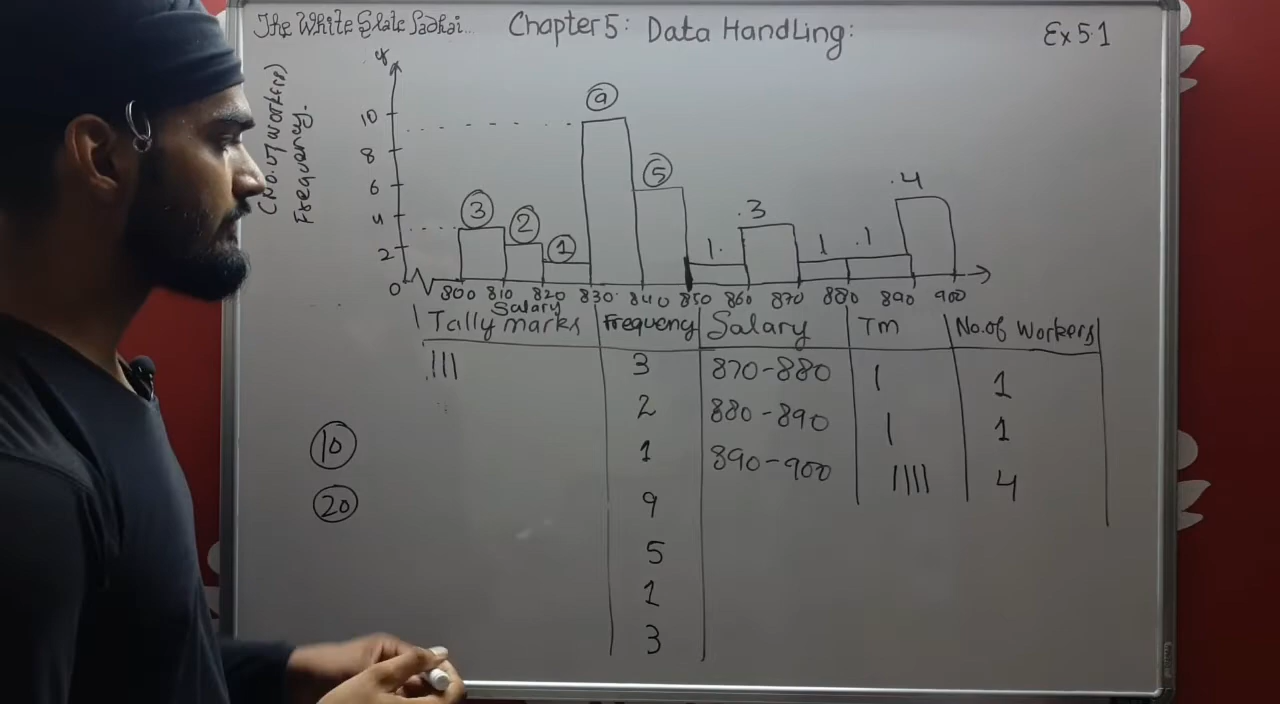 The White Slate Padhai... Chapter 5: Data Handling: Ex 5.1
(No. of workers)
Frequency.
y
10
8
6
4
2
0
3 2 1 9 5 1. .3 1 .1 .4
800 810 820 830. 840 850 860 870 880 890 900
Salary
Tally marks Frequency Salary Tm No. of workers
||| 3 870-880 | 1
2 880-890 | 1
10 1 890-900 |||| 4
20 9
5
1
3